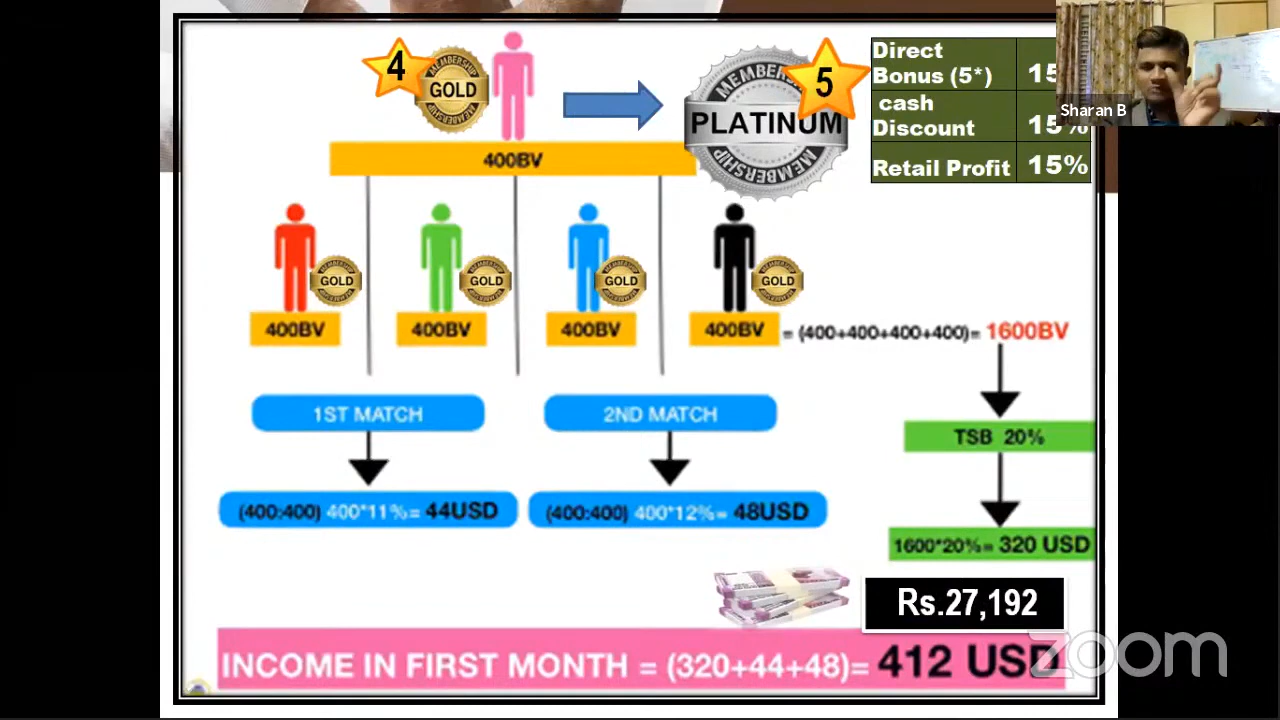 4
MEMBERSHIP
GOLD
MEMBERSHIP
MEMBERSHIP
5
PLATINUM
MEMBERSHIP
Direct
Bonus (5*)
15
cash
Discount
15%
Retail Profit
15%
Sharan B
400BV
GOLD
GOLD
GOLD
GOLD
400BV
400BV
400BV
400BV
= (400+400+400+400)= 1600BV
1ST MATCH
2ND MATCH
TSB 20%
(400:400) 400*11%= 44USD
(400:400) 400*12%= 48USD
1600*20%= 320 USD
Rs.27,192
INCOME IN FIRST MONTH = (320+44+48)= 412 USD
zoom